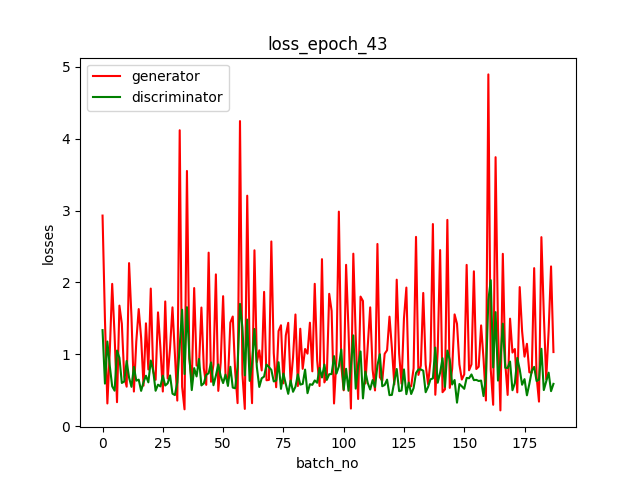 loss_epoch_43
generator
discriminator
losses
5
4
3
2
1
0
0 25 50 75 100 125 150 175
batch_no